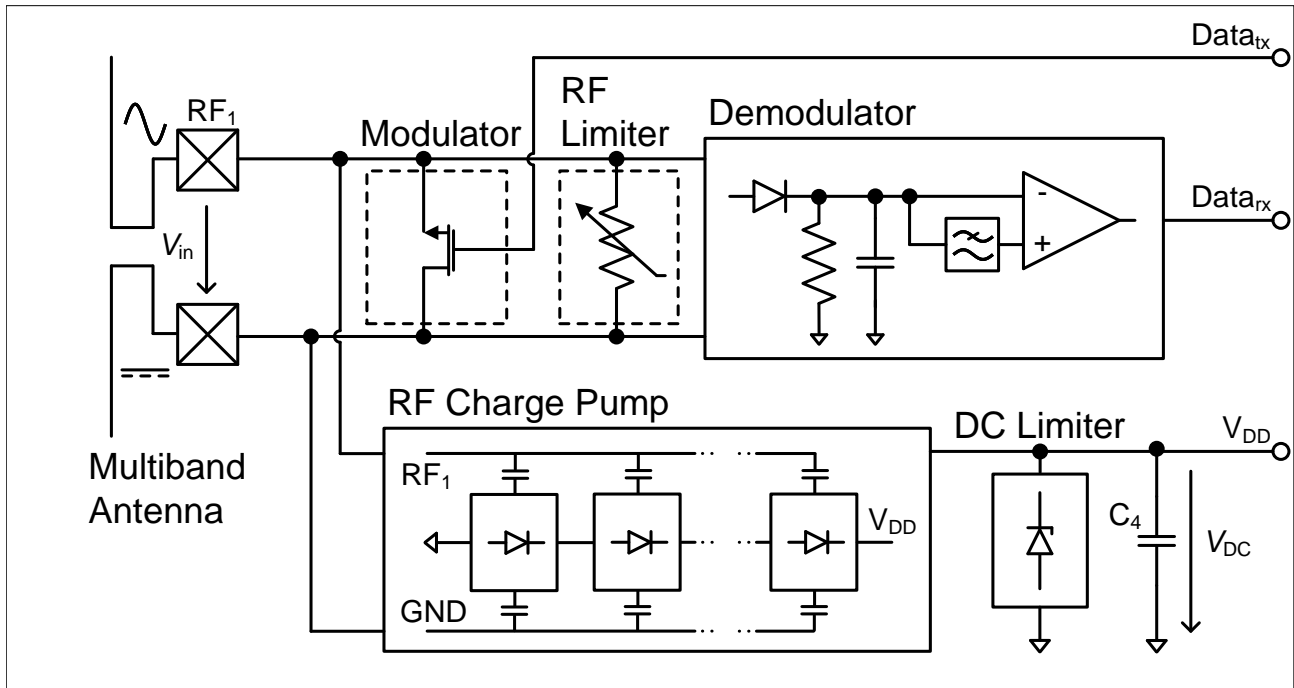 Data_tx
RF_1
RF
Limiter
Modulator
Demodulator
-
+
Data_rx
V_in
Multiband
Antenna
RF Charge Pump
RF_1
V_DD
GND
DC Limiter
V_DD
C_4
V_DC